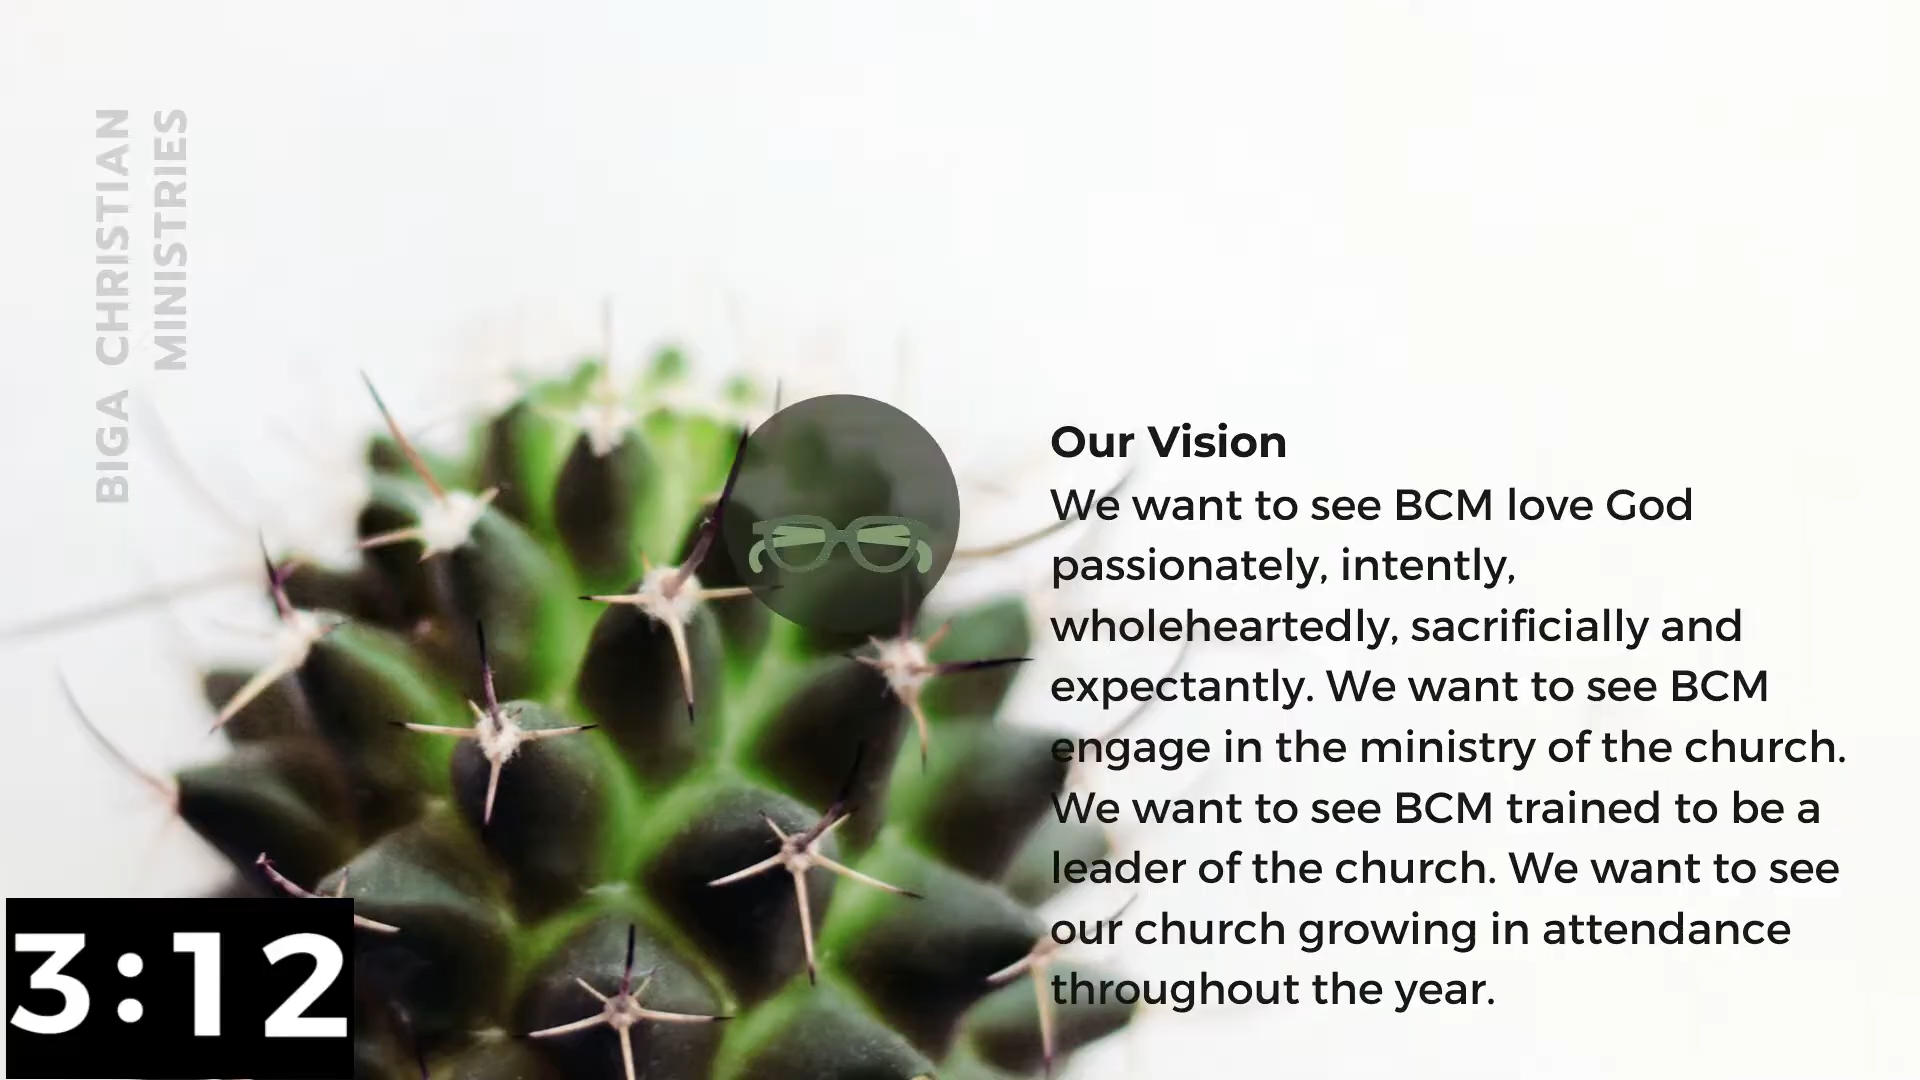 BIGA CHRISTIAN
MINISTRIES
Our Vision
We want to see BCM love God
passionately, intently,
wholeheartedly, sacrificially and
expectantly. We want to see BCM
engage in the ministry of the church.
We want to see BCM trained to be a
leader of the church. We want to see
our church growing in attendance
throughout the year.
3:12